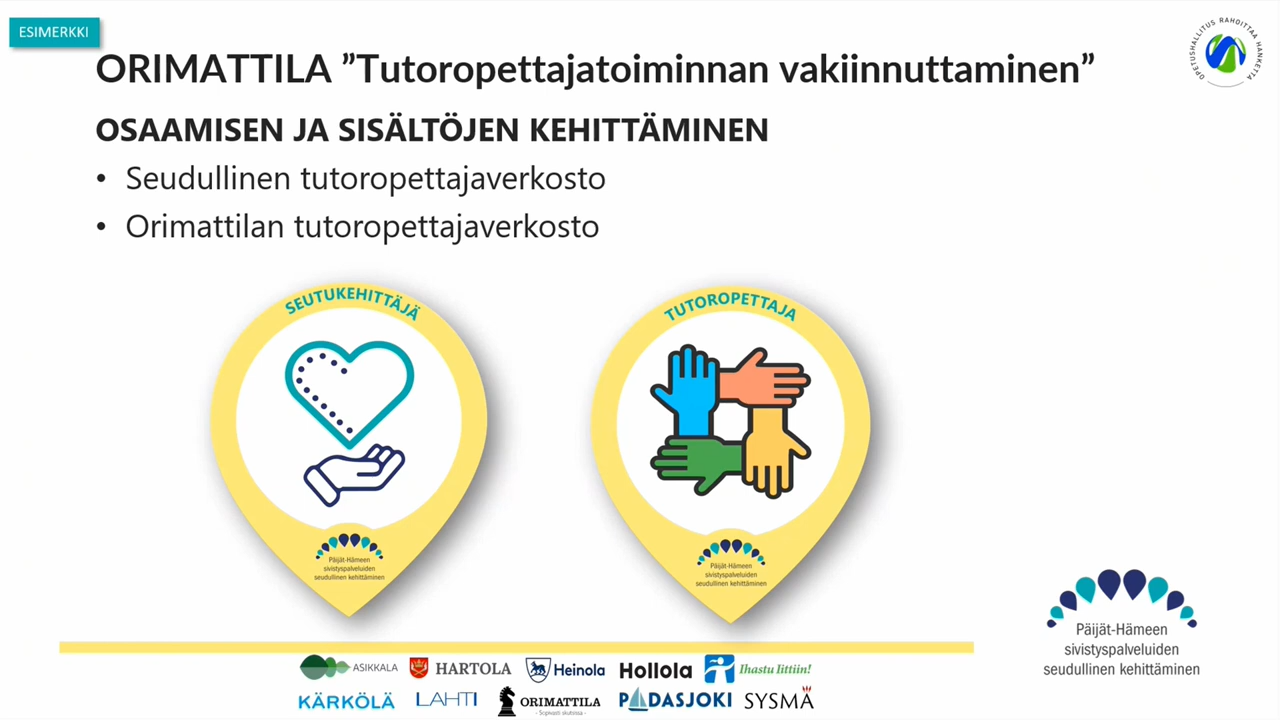 ESIMERKKI
OPETUSHALLITUS RAHOITTAA HANKETTA
ORIMATTILA ”Tutoropettajatoiminnan vakiinnuttaminen”
OSAAMISEN JA SISÄLTÖJEN KEHITTÄMINEN
• Seudullinen tutoropettajaverkosto
• Orimattilan tutoropettajaverkosto
SEUTUKEHITTÄJÄ
Päijät-Hämeen
sivistyspalveluiden
seudullinen kehittäminen
TUTOROPETTAJA
Päijät-Hämeen
sivistyspalveluiden
seudullinen kehittäminen
Päijät-Hämeen
sivistyspalveluiden
seudullinen kehittäminen
ASIKKALA HARTOLA Heinola Hollola Ihastu Iittiin!
KÄRKÖLÄ LAHTI ORIMATTILA PADASJOKI SYSMÄ